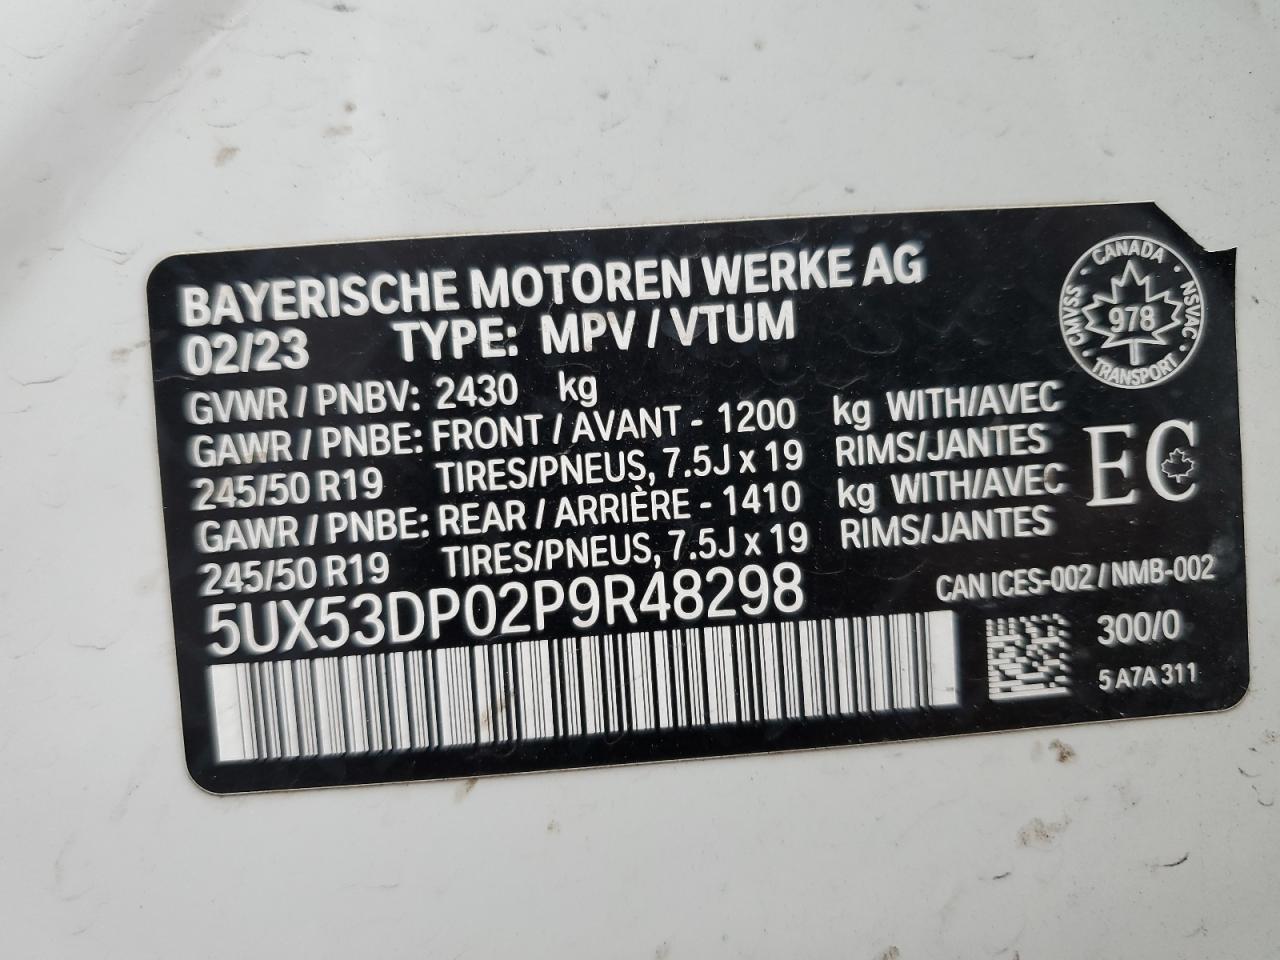 BAYERISCHE MOTOREN WERKE AG
02/23 TYPE: MPV / VTUM
GVWR / PNBV: 2430 kg
GAWR / PNBE: FRONT / AVANT - 1200 kg WITH/AVEC
245/50 R19 TIRES/PNEUS, 7.5J x 19 RIMS/JANTES
GAWR / PNBE: REAR / ARRIÈRE - 1410 kg WITH/AVEC
245/50 R19 TIRES/PNEUS, 7.5J x 19 RIMS/JANTES
5UX53DP02P9R48298
CANADA
CMVSS 978 NSVAC
TRANSPORT
EC
CAN ICES-002 / NMB-002
300/0
5 A7A 311